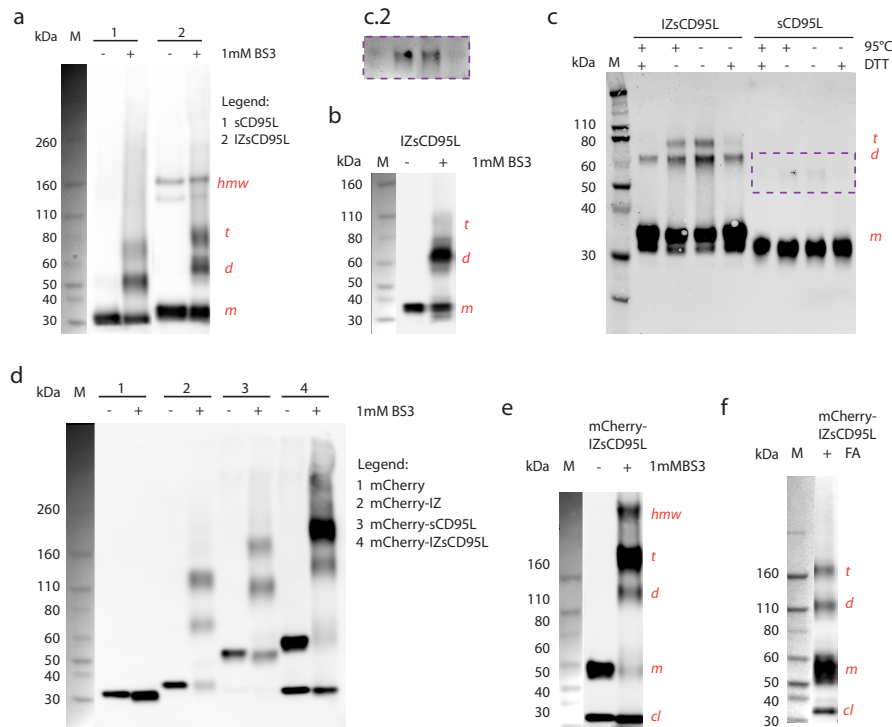 a
kDa M 1 2
- + - + 1mM BS3
Legend:
1 sCD95L
2 IZsCD95L
260
160
110
80
60
50
40
30
hmw
t
d
m
c.2
b
IZsCD95L
kDa M - + 1mM BS3
160
110
80
60
50
40
30
t
d
m
c
IZsCD95L sCD95L
+ + - - + + - - 95°C
+ - - + + - - + DTT
kDa M
110
80
60
50
40
30
t
d
m
d
kDa M 1 2 3 4
- + - + - + - + 1mM BS3
Legend:
1 mCherry
2 mCherry-IZ
3 mCherry-sCD95L
4 mCherry-IZsCD95L
260
160
110
80
60
50
40
30
e
mCherry-
IZsCD95L
kDa M - + 1mMBS3
160
110
80
60
50
40
30
hmw
t
d
m
cl
f
mCherry-
IZsCD95L
kDa M + FA
160
110
80
60
50
40
30
t
d
m
cl